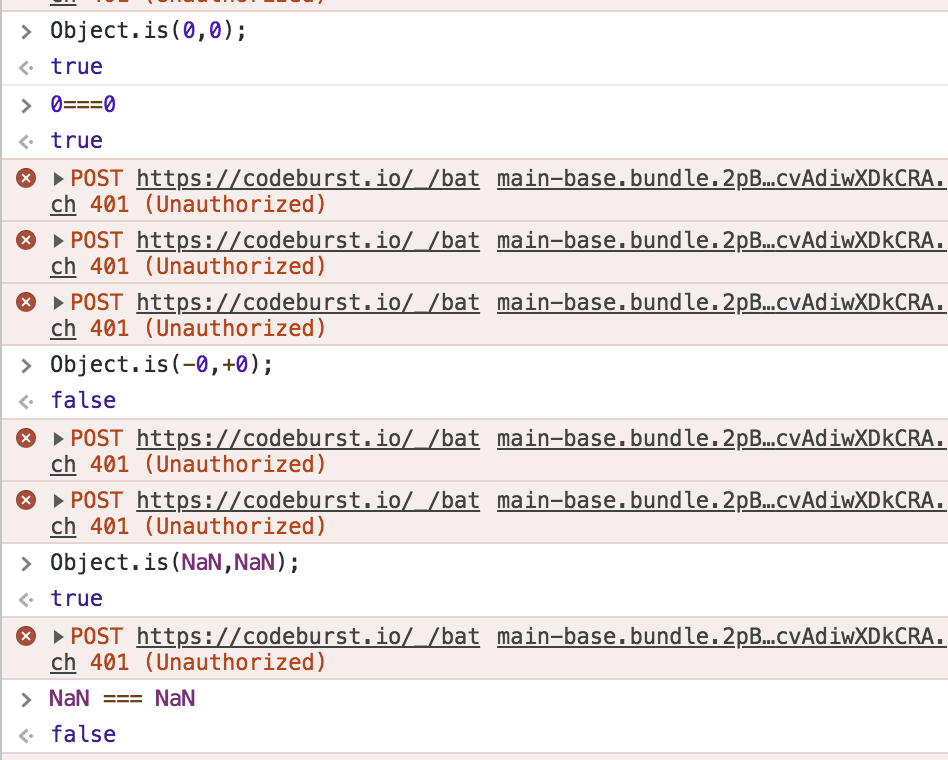 ch 401 (Unauthorized)
> Object.is(0,0);
true
> 0===0
true
POST https://codeburst.io/_/bat main-base.bundle.2pB…cvAdiwXDkCRA.
ch 401 (Unauthorized)
POST https://codeburst.io/_/bat main-base.bundle.2pB…cvAdiwXDkCRA.
ch 401 (Unauthorized)
POST https://codeburst.io/_/bat main-base.bundle.2pB…cvAdiwXDkCRA.
ch 401 (Unauthorized)
> Object.is(-0,+0);
false
POST https://codeburst.io/_/bat main-base.bundle.2pB…cvAdiwXDkCRA.
ch 401 (Unauthorized)
POST https://codeburst.io/_/bat main-base.bundle.2pB…cvAdiwXDkCRA.
ch 401 (Unauthorized)
> Object.is(NaN,NaN);
true
POST https://codeburst.io/_/bat main-base.bundle.2pB…cvAdiwXDkCRA.
ch 401 (Unauthorized)
> NaN === NaN
false